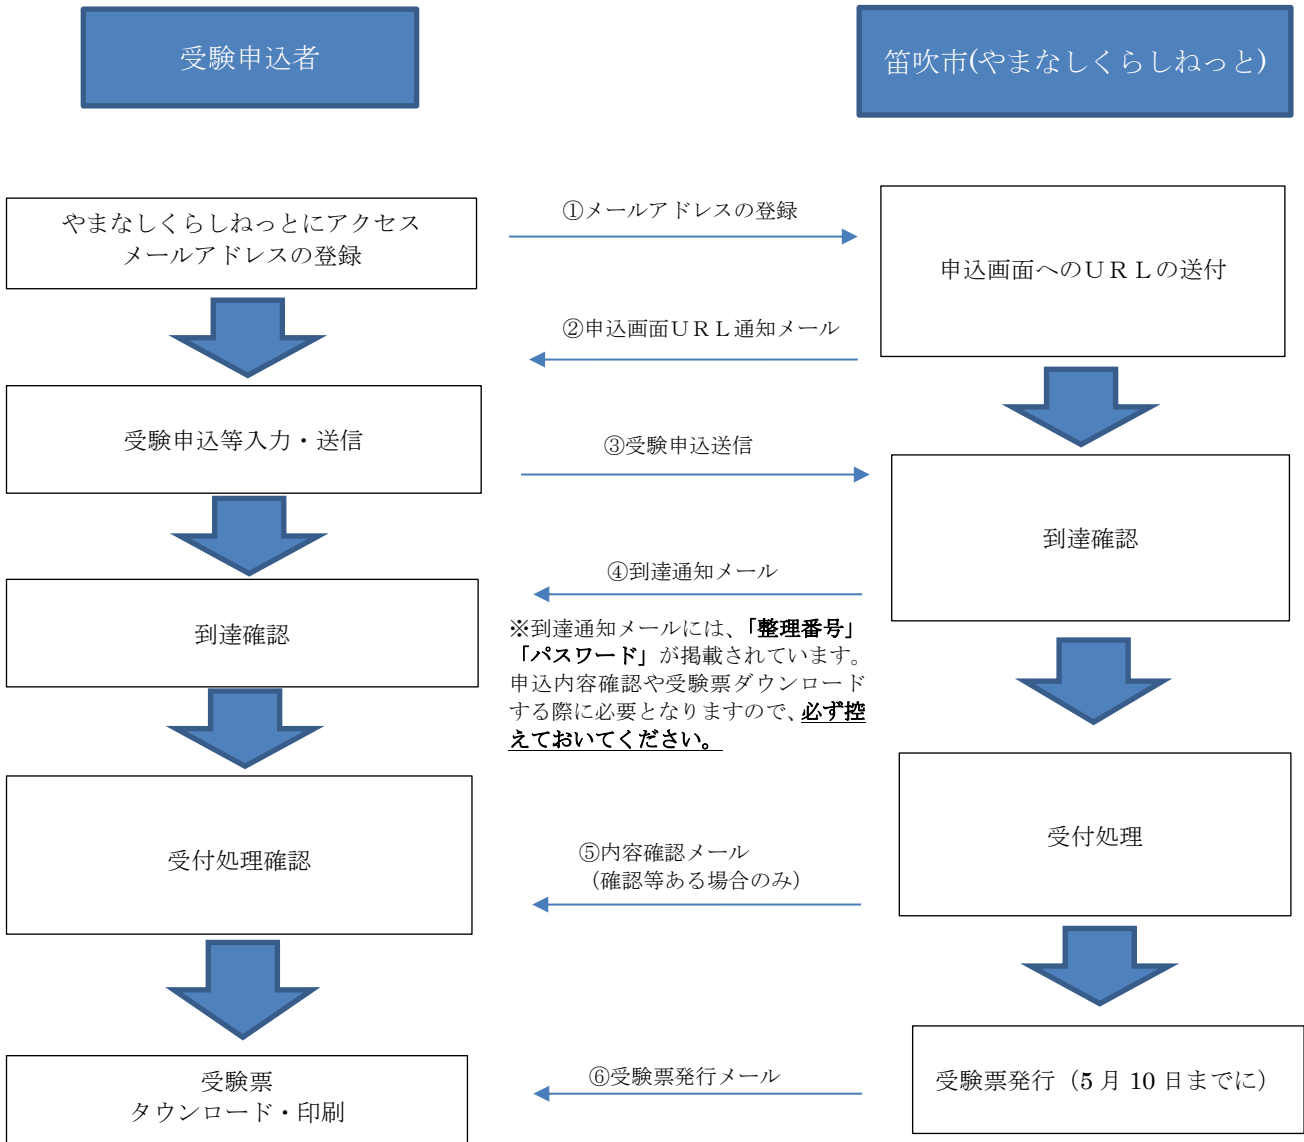 受験申込者
笛吹市(やまなしくらしねっと)
やまなしくらしねっとにアクセス
メールアドレスの登録
①メールアドレスの登録
申込画面へのＵＲＬの送付
②申込画面ＵＲＬ通知メール
受験申込等入力・送信
③受験申込送信
到達確認
④到達通知メール
到達確認
※到達通知メールには、「整理番号」
「パスワード」が掲載されています。
申込内容確認や受験票ダウンロード
する際に必要となりますので、必ず控
えておいてください。
受付処理確認
⑤内容確認メール
（確認等ある場合のみ）
受付処理
受験票
タウンロード・印刷
⑥受験票発行メール
受験票発行（5 月 10 日までに）